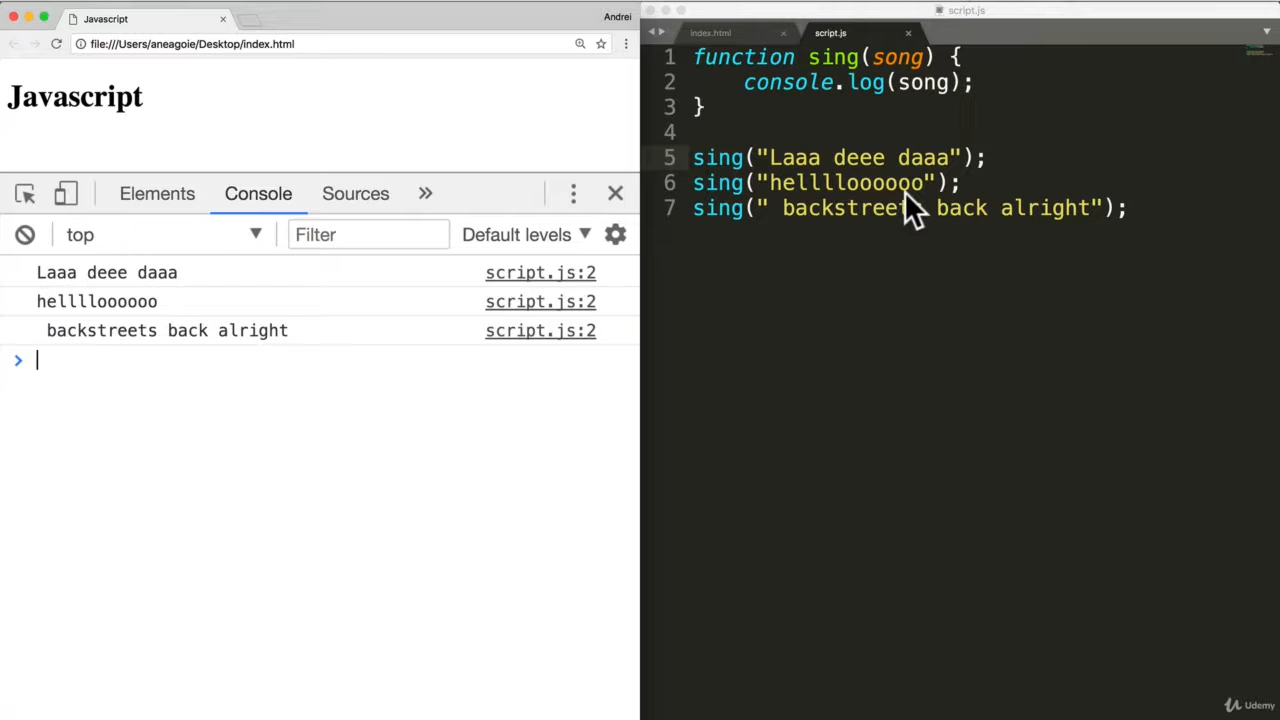 Javascript
Andrei
file:///Users/aneagoie/Desktop/index.html
Javascript
Elements Console Sources »
top Filter Default levels
Laaa deee daaa script.js:2
helllloooooo script.js:2
backstreets back alright script.js:2
>
script.js
index.html script.js
1 function sing(song) {
2 console.log(song);
3 }
4
5 sing("Laaa deee daaa");
6 sing("helllloooooo");
7 sing(" backstreets back alright");
Udemy